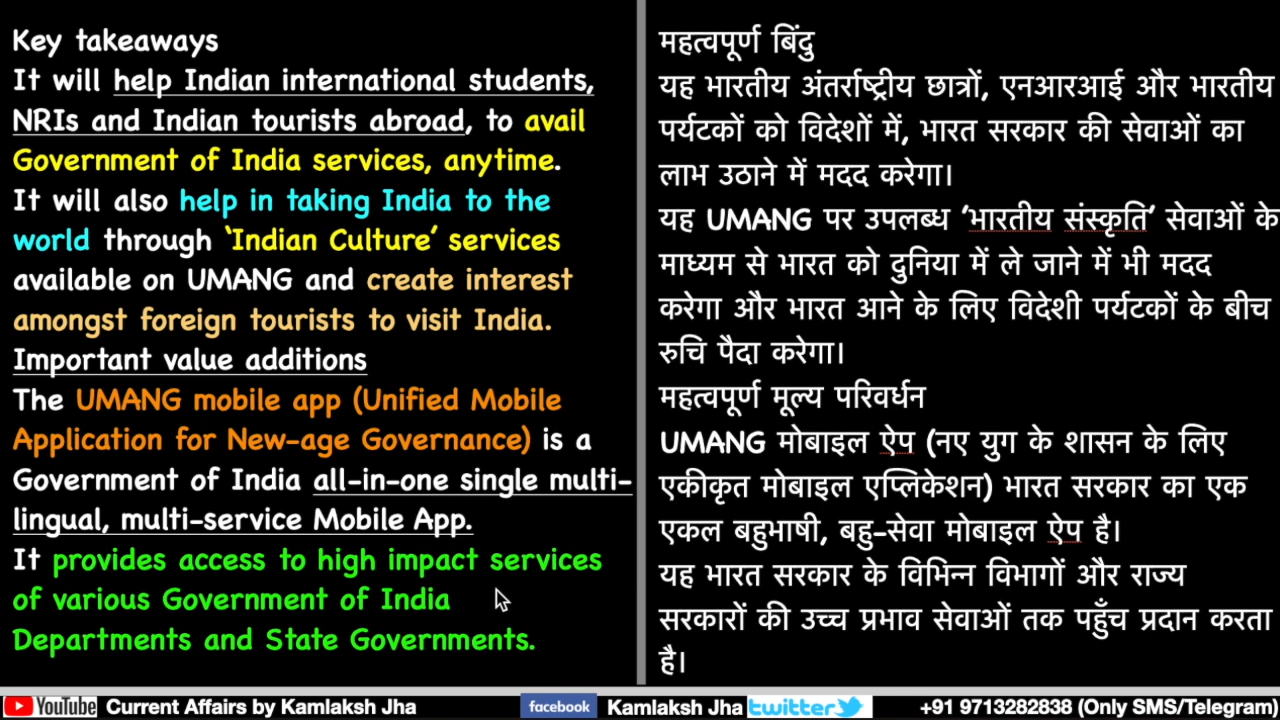 Key takeaways
It will help Indian international students,
NRIs and Indian tourists abroad, to avail
Government of India services, anytime.
It will also help in taking India to the
world through ‘Indian Culture’ services
available on UMANG and create interest
amongst foreign tourists to visit India.
Important value additions
The UMANG mobile app (Unified Mobile
Application for New-age Governance) is a
Government of India all-in-one single multi-
lingual, multi-service Mobile App.
It provides access to high impact services
of various Government of India
Departments and State Governments.
महत्वपूर्ण बिंदु
यह भारतीय अंतर्राष्ट्रीय छात्रों, एनआरआई और भारतीय
पर्यटकों को विदेशों में, भारत सरकार की सेवाओं का
लाभ उठाने में मदद करेगा।
यह UMANG पर उपलब्ध ‘भारतीय संस्कृति’ सेवाओं के
माध्यम से भारत को दुनिया में ले जाने में भी मदद
करेगा और भारत आने के लिए विदेशी पर्यटकों के बीच
रुचि पैदा करेगा।
महत्वपूर्ण मूल्य परिवर्धन
UMANG मोबाइल ऐप (नए युग के शासन के लिए
एकीकृत मोबाइल एप्लिकेशन) भारत सरकार का एक
एकल बहुभाषी, बहु-सेवा मोबाइल ऐप है।
यह भारत सरकार के विभिन्न विभागों और राज्य
सरकारों की उच्च प्रभाव सेवाओं तक पहुँच प्रदान करता
है।
YouTube Current Affairs by Kamlaksh Jha facebook Kamlaksh Jha twitter +91 9713282838 (Only SMS/Telegram)